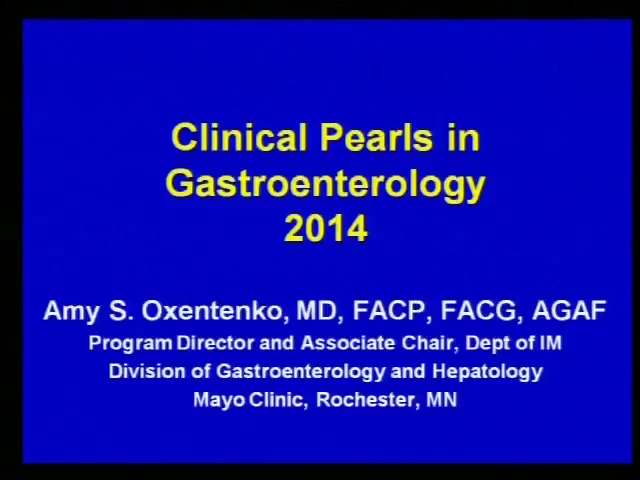 Clinical Pearls in
Gastroenterology
2014
Amy S. Oxentenko, MD, FACP, FACG, AGAF
Program Director and Associate Chair, Dept of IM
Division of Gastroenterology and Hepatology
Mayo Clinic, Rochester, MN